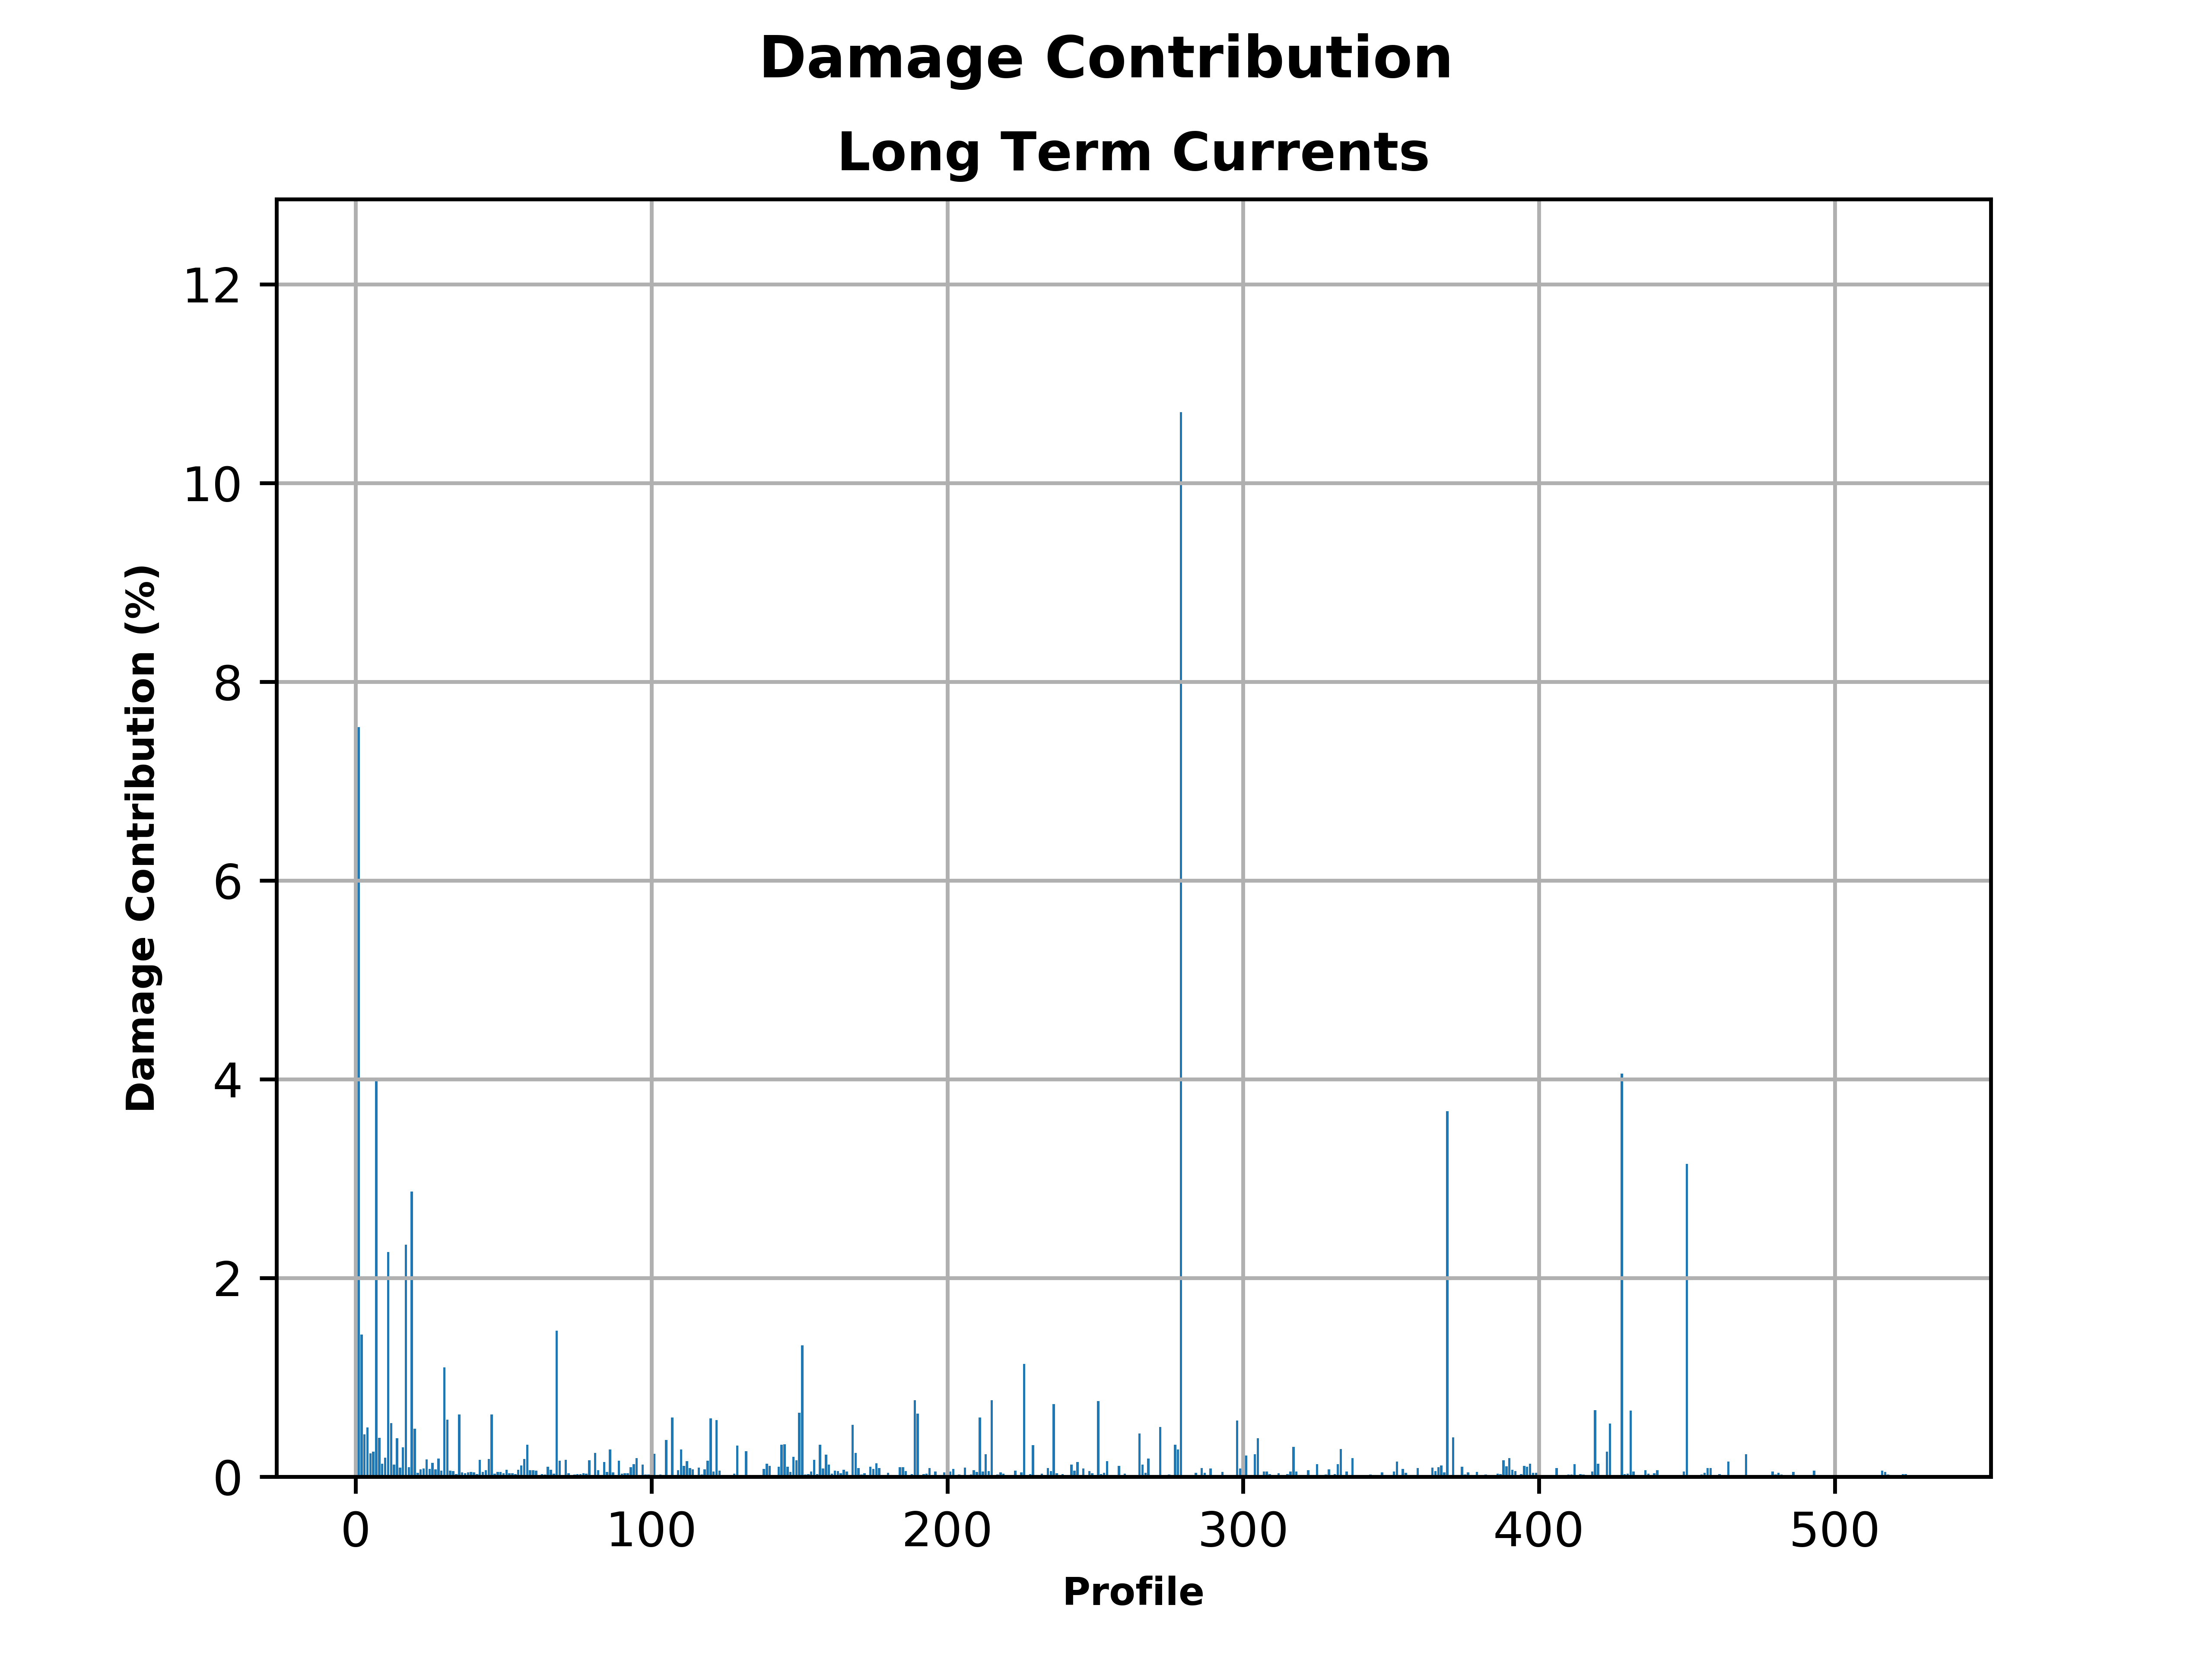 Damage Contribution
Long Term Currents
12
10
8
6
4
2
0
Damage Contribution (%)
0 100 200 300 400 500
Profile